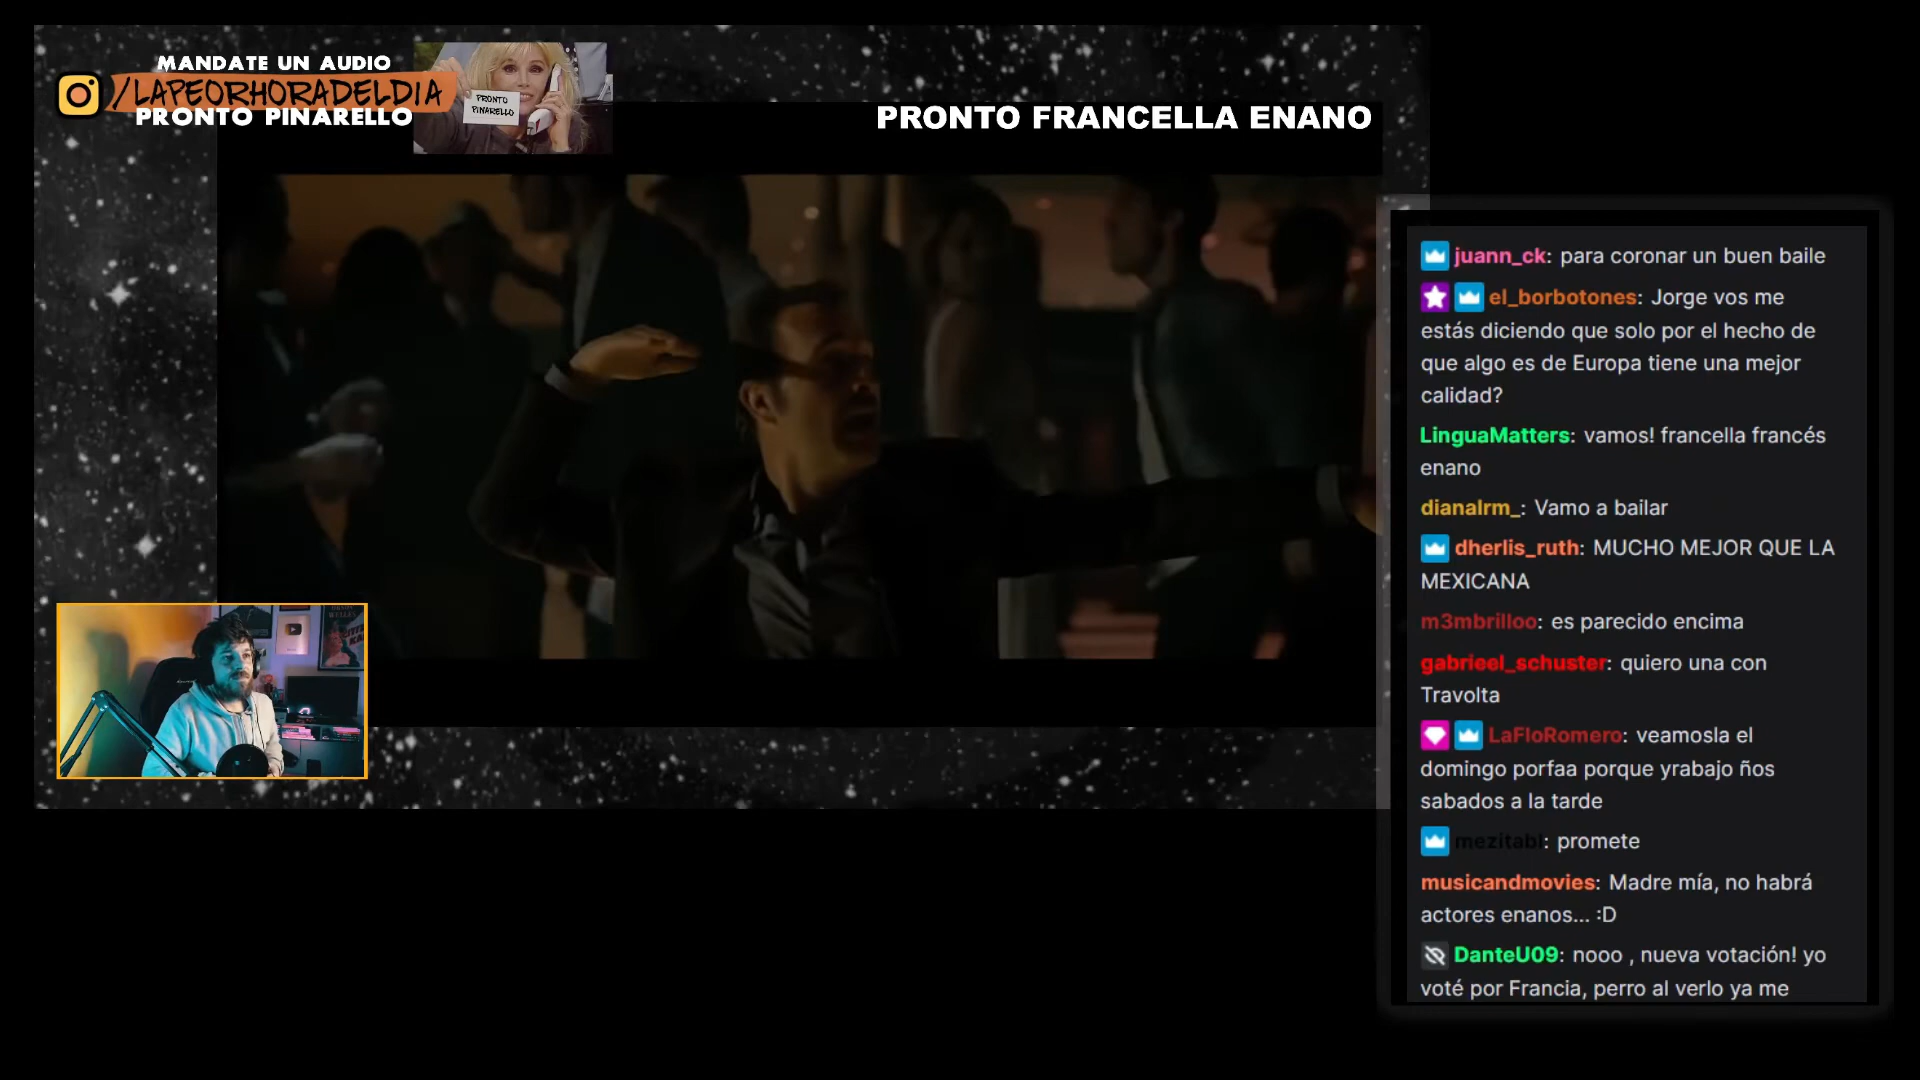 MANDATE UN AUDIO
/LAPEORHORADELDIA
PRONTO PINARELLO
PRONTO
PINARELLO
PRONTO FRANCELLA ENANO
juann_ck: para coronar un buen baile
el_borbotones: Jorge vos me
estás diciendo que solo por el hecho de
que algo es de Europa tiene una mejor
calidad?
LinguaMatters: vamos! francella francés
enano
dianalrm_: Vamo a bailar
dherlis_ruth: MUCHO MEJOR QUE LA
MEXICANA
m3mbrilloo: es parecido encima
gabrieel_schuster: quiero una con
Travolta
LaFloRomero: veamosla el
domingo porfaa porque yrabajo ños
sabados a la tarde
: promete
musicandmovies: Madre mía, no habrá
actores enanos... :D
DanteU09: nooo , nueva votación! yo
voté por Francia, perro al verlo ya me